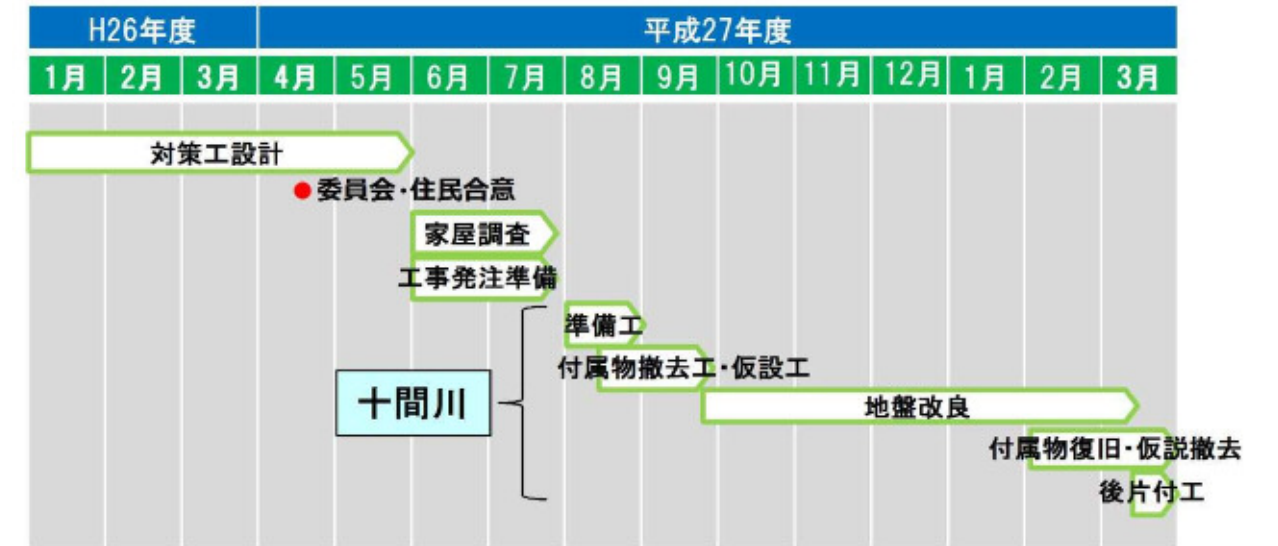 H26年度 平成27年度
1月 2月 3月 4月 5月 6月 7月 8月 9月 10月 11月 12月 1月 2月 3月
対策工設計
委員会・住民合意
家屋調査
工事発注準備
準備工
付属物撤去工・仮設工
十間川
地盤改良
付属物復旧・仮説撤去
後片付工